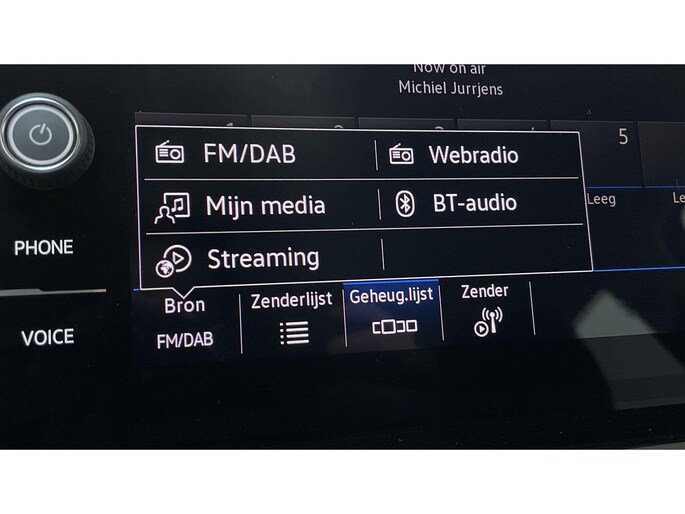 Now on air
Michiel Jurrjens
5
FM/DAB
Webradio
Mijn media
BT-audio
Leeg
Streaming
PHONE
Bron
Zenderlijst
Geheug.lijst
Zender
VOICE
FM/DAB